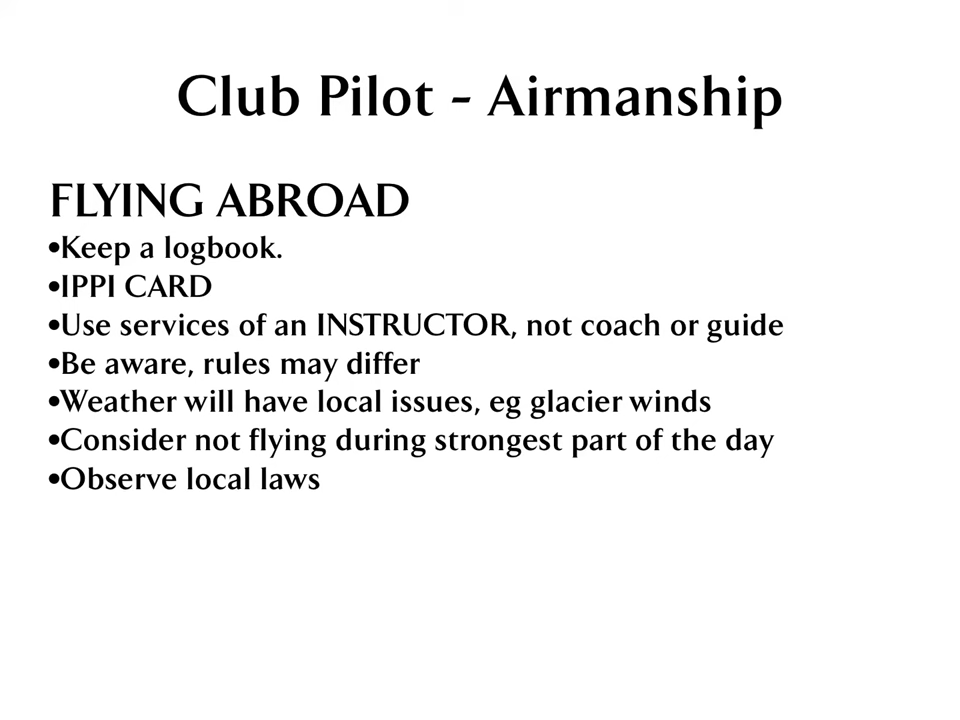 Club Pilot - Airmanship
FLYING ABROAD
•Keep a logbook.
•IPPI CARD
•Use services of an INSTRUCTOR, not coach or guide
•Be aware, rules may differ
•Weather will have local issues, eg glacier winds
•Consider not flying during strongest part of the day
•Observe local laws